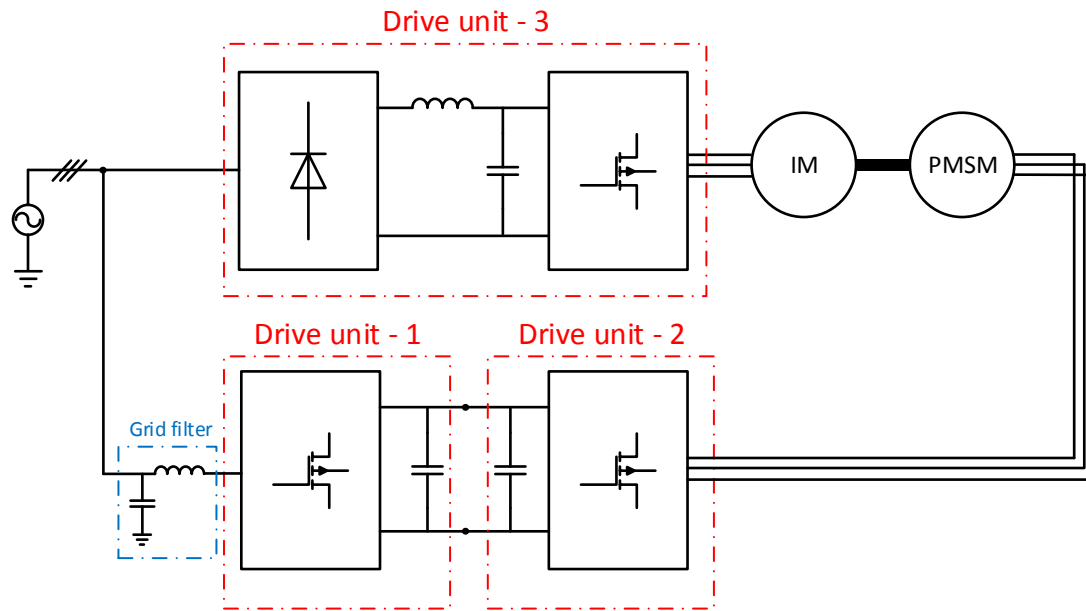 Drive unit - 3
IM
PMSM
Drive unit - 1
Drive unit - 2
Grid filter